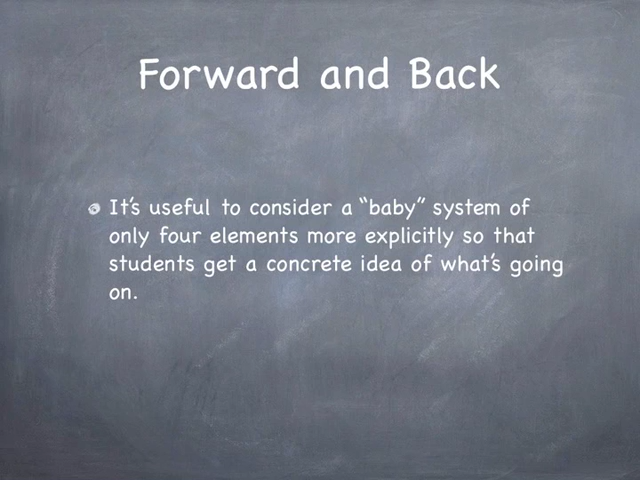 Forward and Back
It's useful to consider a "baby" system of
only four elements more explicitly so that
students get a concrete idea of what's going
on.